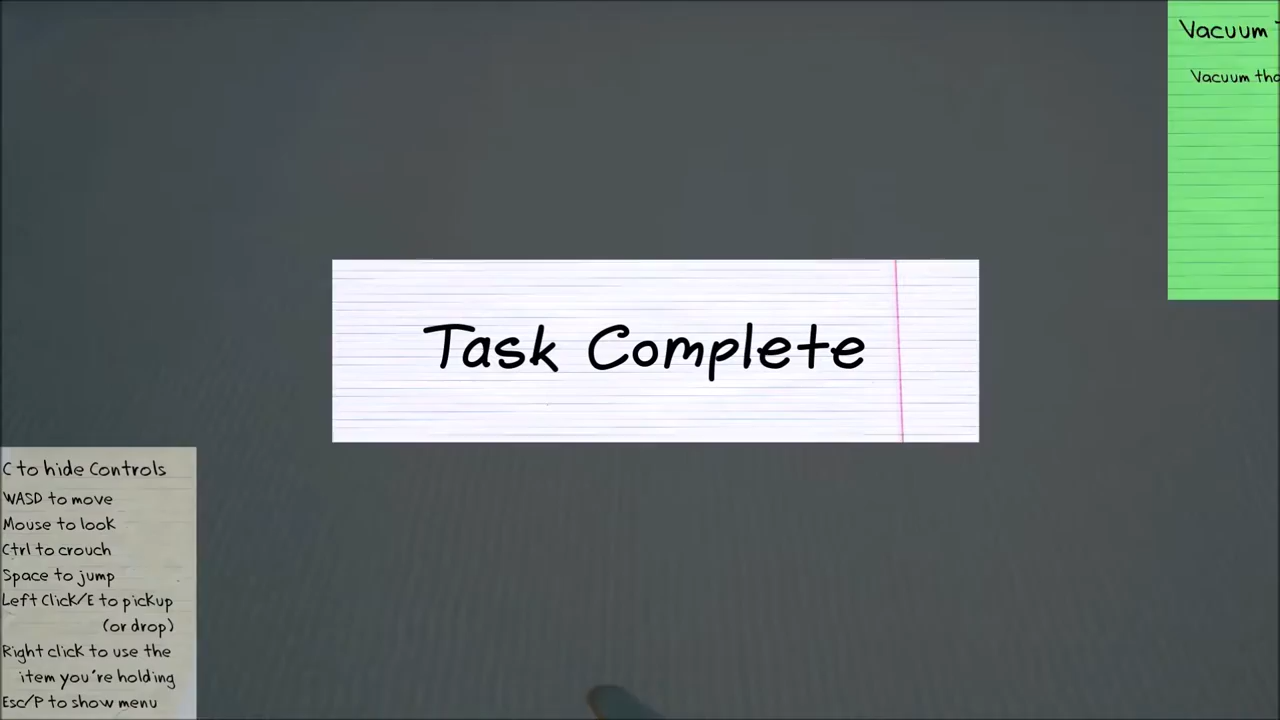 Vacuum
Vacuum
Task Complete
C to hide Controls
WASD to move
Mouse to look
Ctrl to crouch
Space to jump
Left Click/E to pickup
(or drop)
Right click to use the
item you're holding
Esc/P to show menu